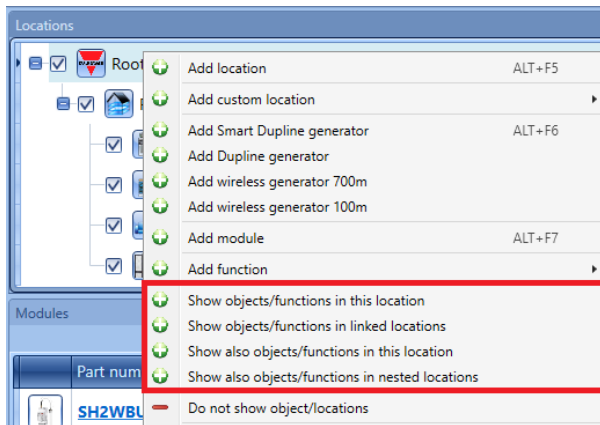 Locations
Root
Add location ALT+F5
Add custom location
Add Smart Dupline generator ALT+F6
Add Dupline generator
Add wireless generator 700m
Add wireless generator 100m
Add module ALT+F7
Add function
Show objects/functions in this location
Show objects/functions in linked locations
Show also objects/functions in this location
Show also objects/functions in nested locations
Do not show object/locations
Modules
Part num
SH2WBU